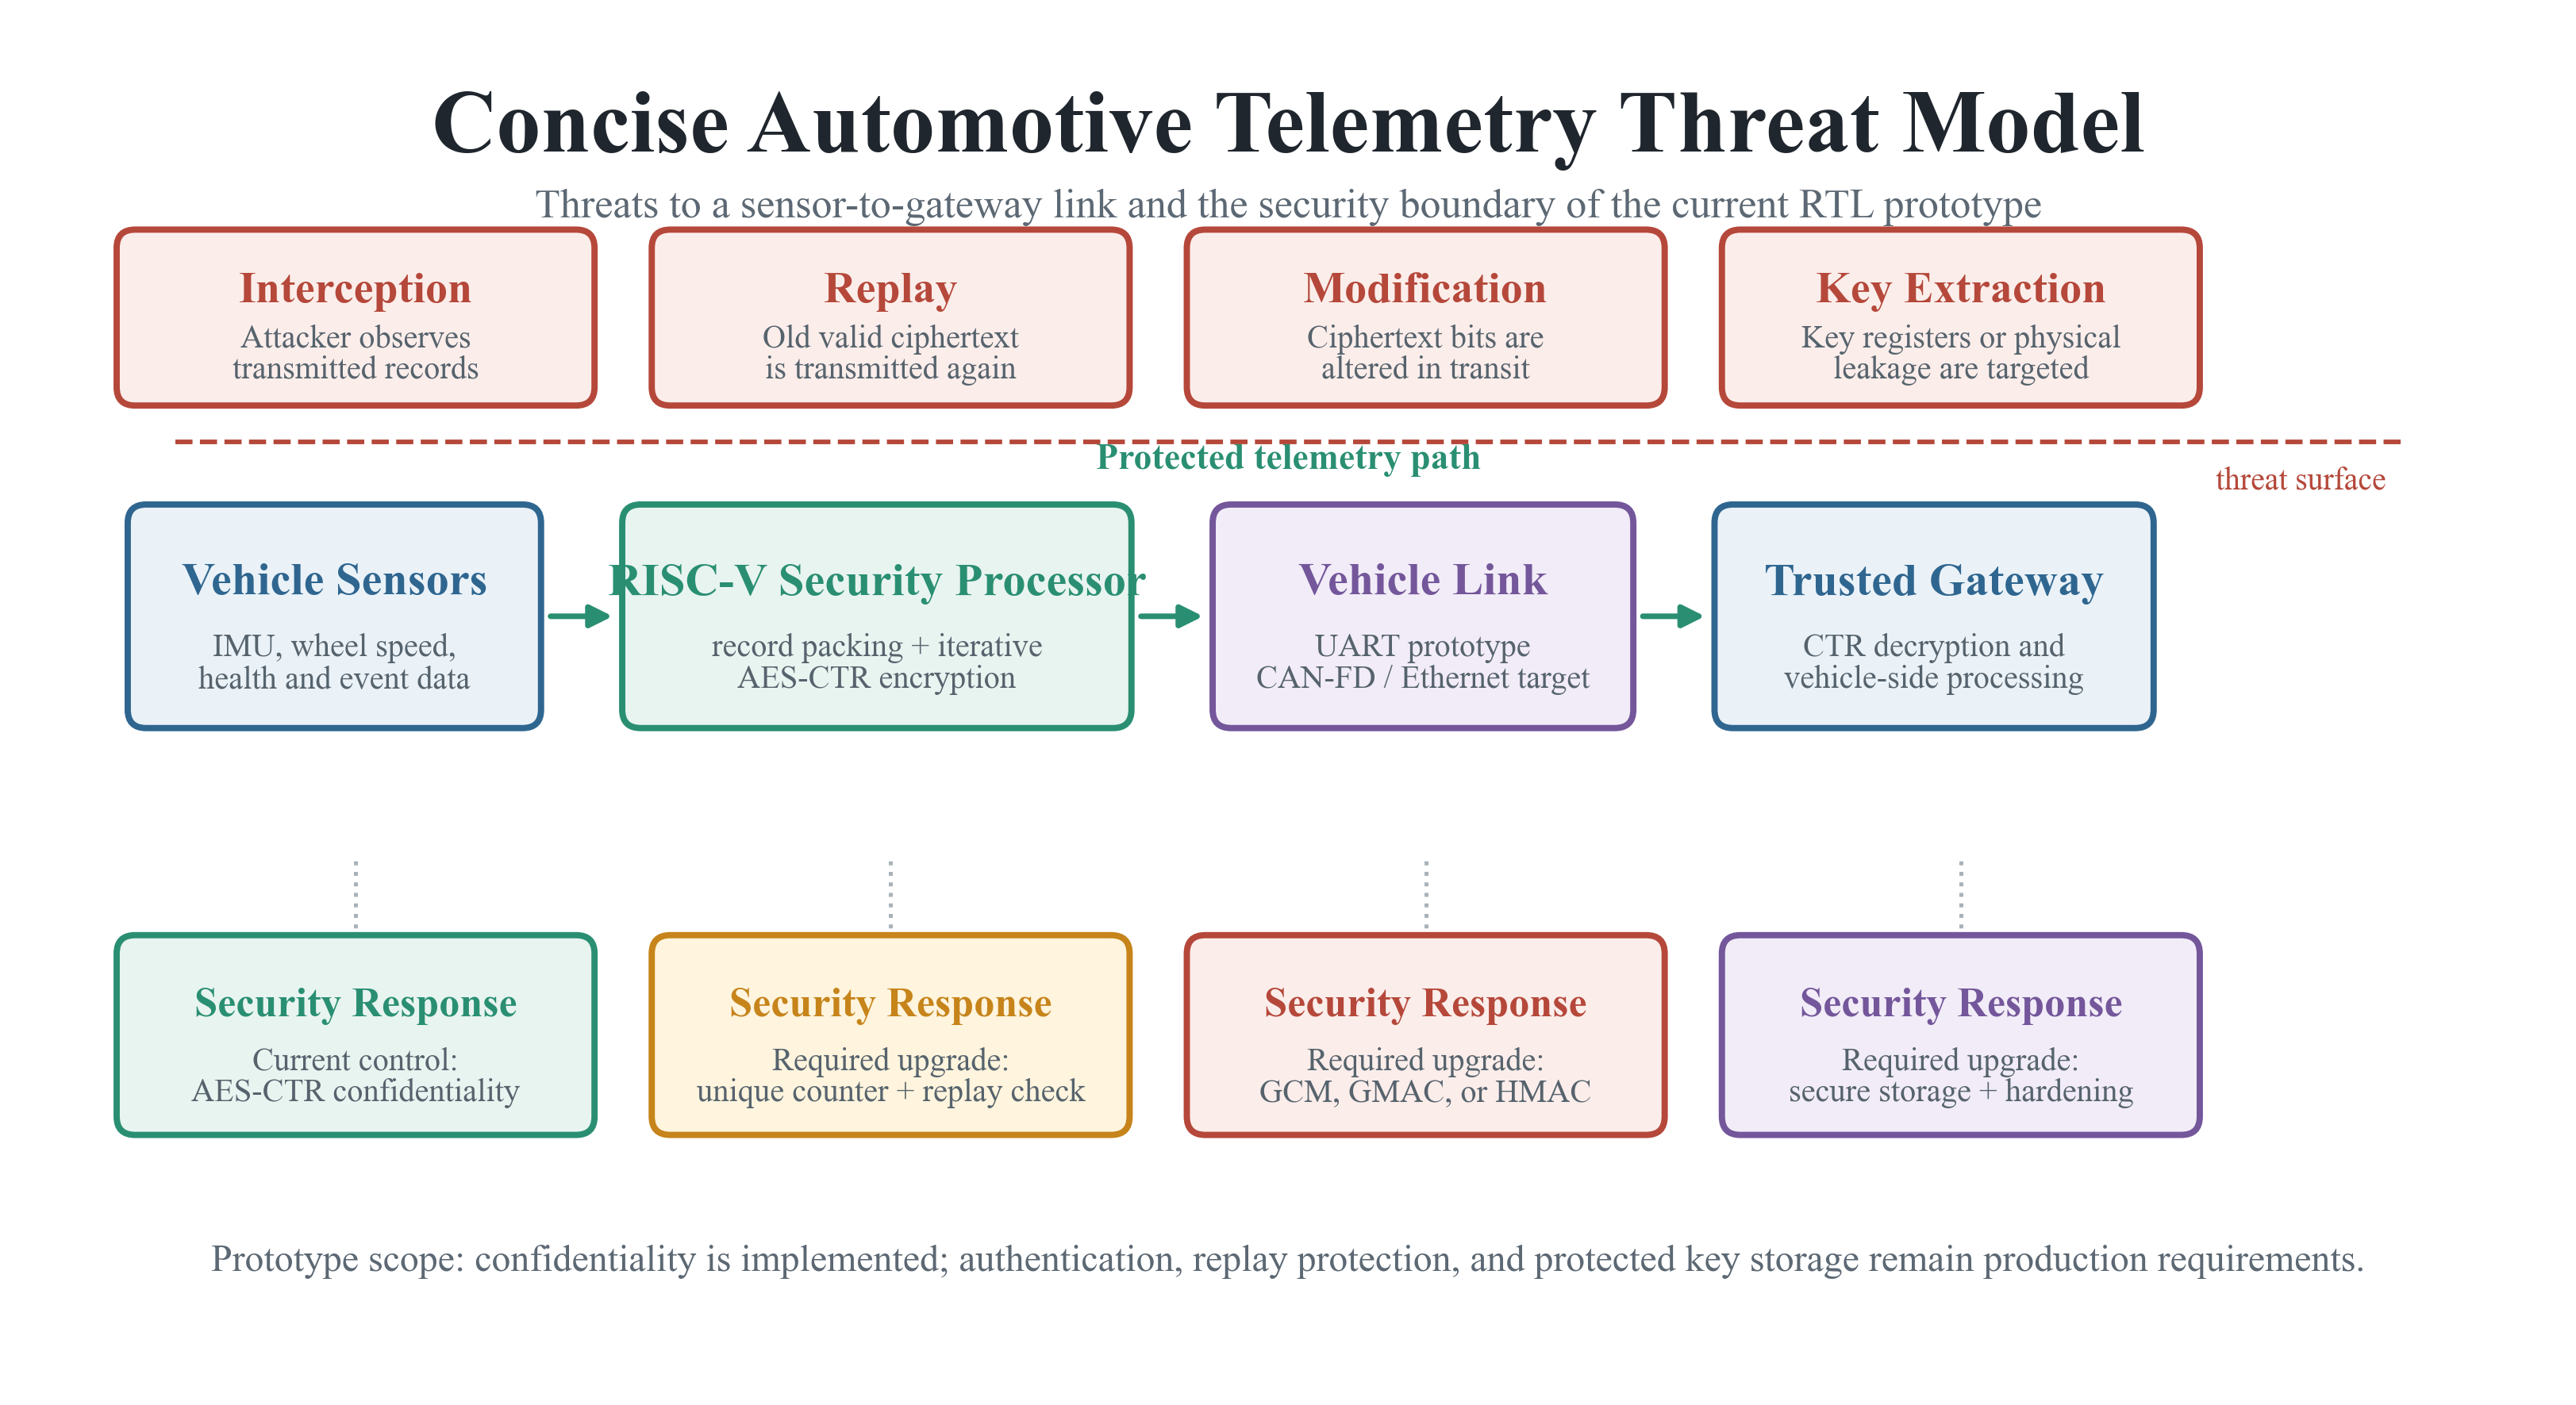 Concise Automotive Telemetry Threat Model
Threats to a sensor-to-gateway link and the security boundary of the current RTL prototype
Interception
Attacker observes
transmitted records
Replay
Old valid ciphertext
is transmitted again
Modification
Ciphertext bits are
altered in transit
Key Extraction
Key registers or physical
leakage are targeted
Protected telemetry path
threat surface
Vehicle Sensors
IMU, wheel speed,
health and event data
RISC-V Security Processor
record packing + iterative
AES-CTR encryption
Vehicle Link
UART prototype
CAN-FD / Ethernet target
Trusted Gateway
CTR decryption and
vehicle-side processing
Security Response
Current control:
AES-CTR confidentiality
Security Response
Required upgrade:
unique counter + replay check
Security Response
Required upgrade:
GCM, GMAC, or HMAC
Security Response
Required upgrade:
secure storage + hardening
Prototype scope: confidentiality is implemented; authentication, replay protection, and protected key storage remain production requirements.